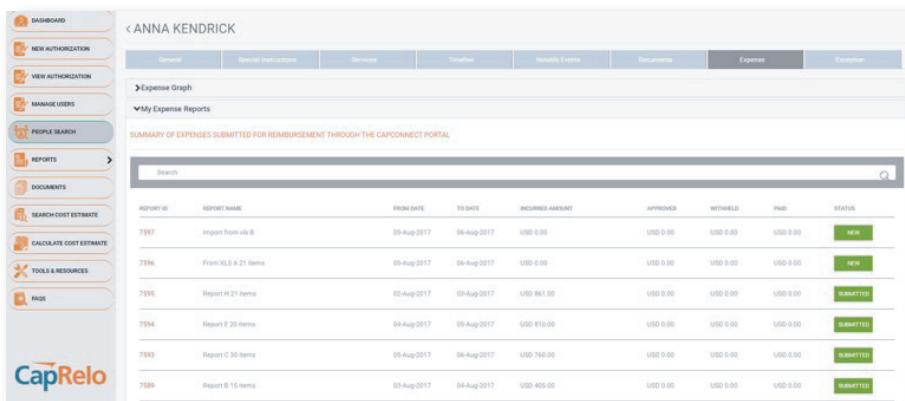 DASHBOARD
NEW AUTHORIZATION
VIEW AUTHORIZATION
MANAGE USERS
PEOPLE SEARCH
REPORTS
DOCUMENTS
SEARCH COST ESTIMATE
CALCULATE COST ESTIMATE
TOOLS & RESOURCES
FAQS
CapRelo
< ANNA KENDRICK
General Special Instructions Services Timeline Notable Events Documents Expense Exception
Expense Graph
My Expense Reports
SUMMARY OF EXPENSES SUBMITTED FOR REIMBURSEMENT THROUGH THE CAPCONNECT PORTAL
Search
REPORT ID REPORT NAME FROM DATE TO DATE INCURRED AMOUNT APPROVED WITHHELD PAID STATUS
7597 Import from xls B 05-Aug-2017 06-Aug-2017 USD 0.00 USD 0.00 USD 0.00 USD 0.00 NEW
7596 From XLS A 21 items 05-Aug-2017 06-Aug-2017 USD 0.00 USD 0.00 USD 0.00 USD 0.00 NEW
7595 Report H 21 items 02-Aug-2017 03-Aug-2017 USD 861.00 USD 0.00 USD 0.00 USD 0.00 SUBMITTED
7594 Report E 20 items 04-Aug-2017 05-Aug-2017 USD 810.00 USD 0.00 USD 0.00 USD 0.00 SUBMITTED
7593 Report C 30 items 05-Aug-2017 06-Aug-2017 USD 760.00 USD 0.00 USD 0.00 USD 0.00 SUBMITTED
7589 Report B 15 items 03-Aug-2017 04-Aug-2017 USD 405.00 USD 0.00 USD 0.00 USD 0.00 SUBMITTED